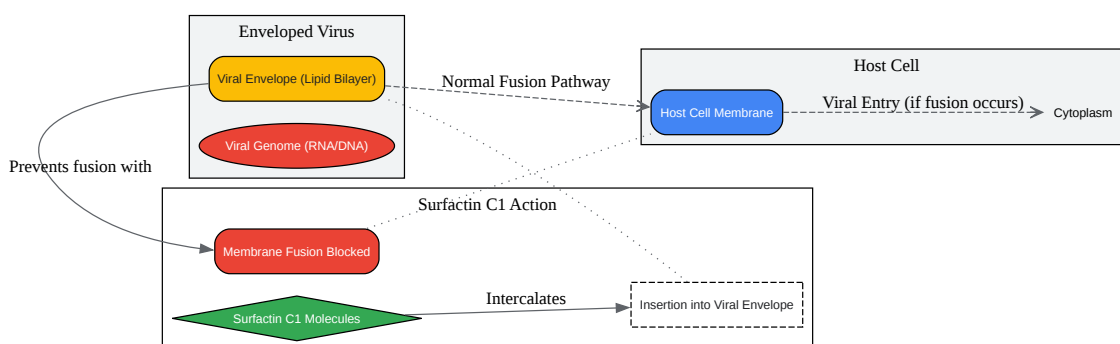 Enveloped Virus
Viral Envelope (Lipid Bilayer)
Viral Genome (RNA/DNA)
Normal Fusion Pathway
Host Cell
Host Cell Membrane
Viral Entry (if fusion occurs)
Cytoplasm
Prevents fusion with
Surfactin C1 Action
Membrane Fusion Blocked
Surfactin C1 Molecules
Intercalates
Insertion into Viral Envelope